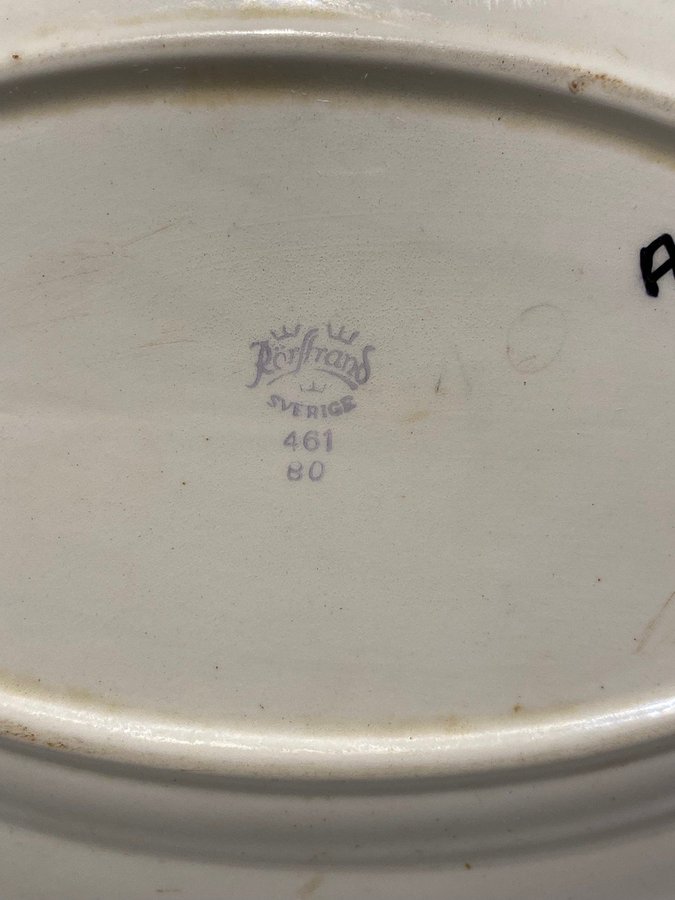 Rörstrand
SVERIGE
461
80
A